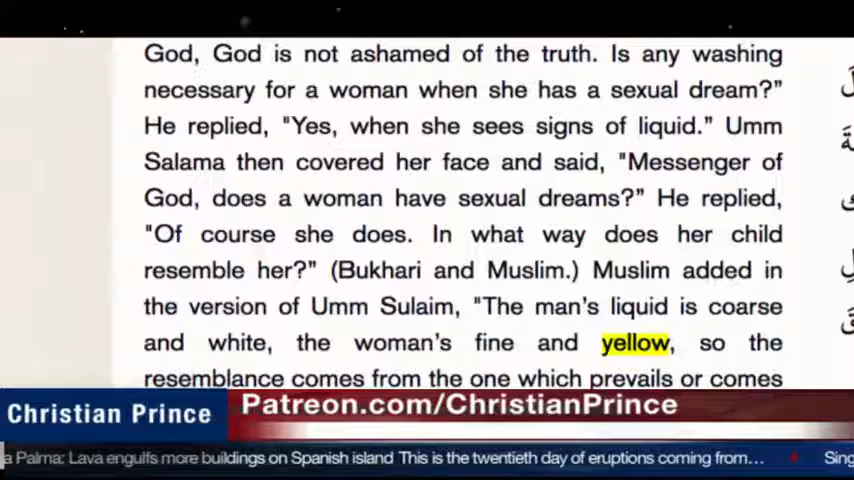 God, God is not ashamed of the truth. Is any washing
necessary for a woman when she has a sexual dream?"
He replied, "Yes, when she sees signs of liquid." Umm
Salama then covered her face and said, "Messenger of
God, does a woman have sexual dreams?" He replied,
"Of course she does. In what way does her child
resemble her?" (Bukhari and Muslim.) Muslim added in
the version of Umm Sulaim, "The man's liquid is coarse
and white, the woman's fine and yellow, so the
resemblance comes from the one which prevails or comes
Christian Prince
Patreon.com/ChristianPrince
a Palma: Lava engulfs more buildings on Spanish island This is the twentieth day of eruptions coming from...
Sing